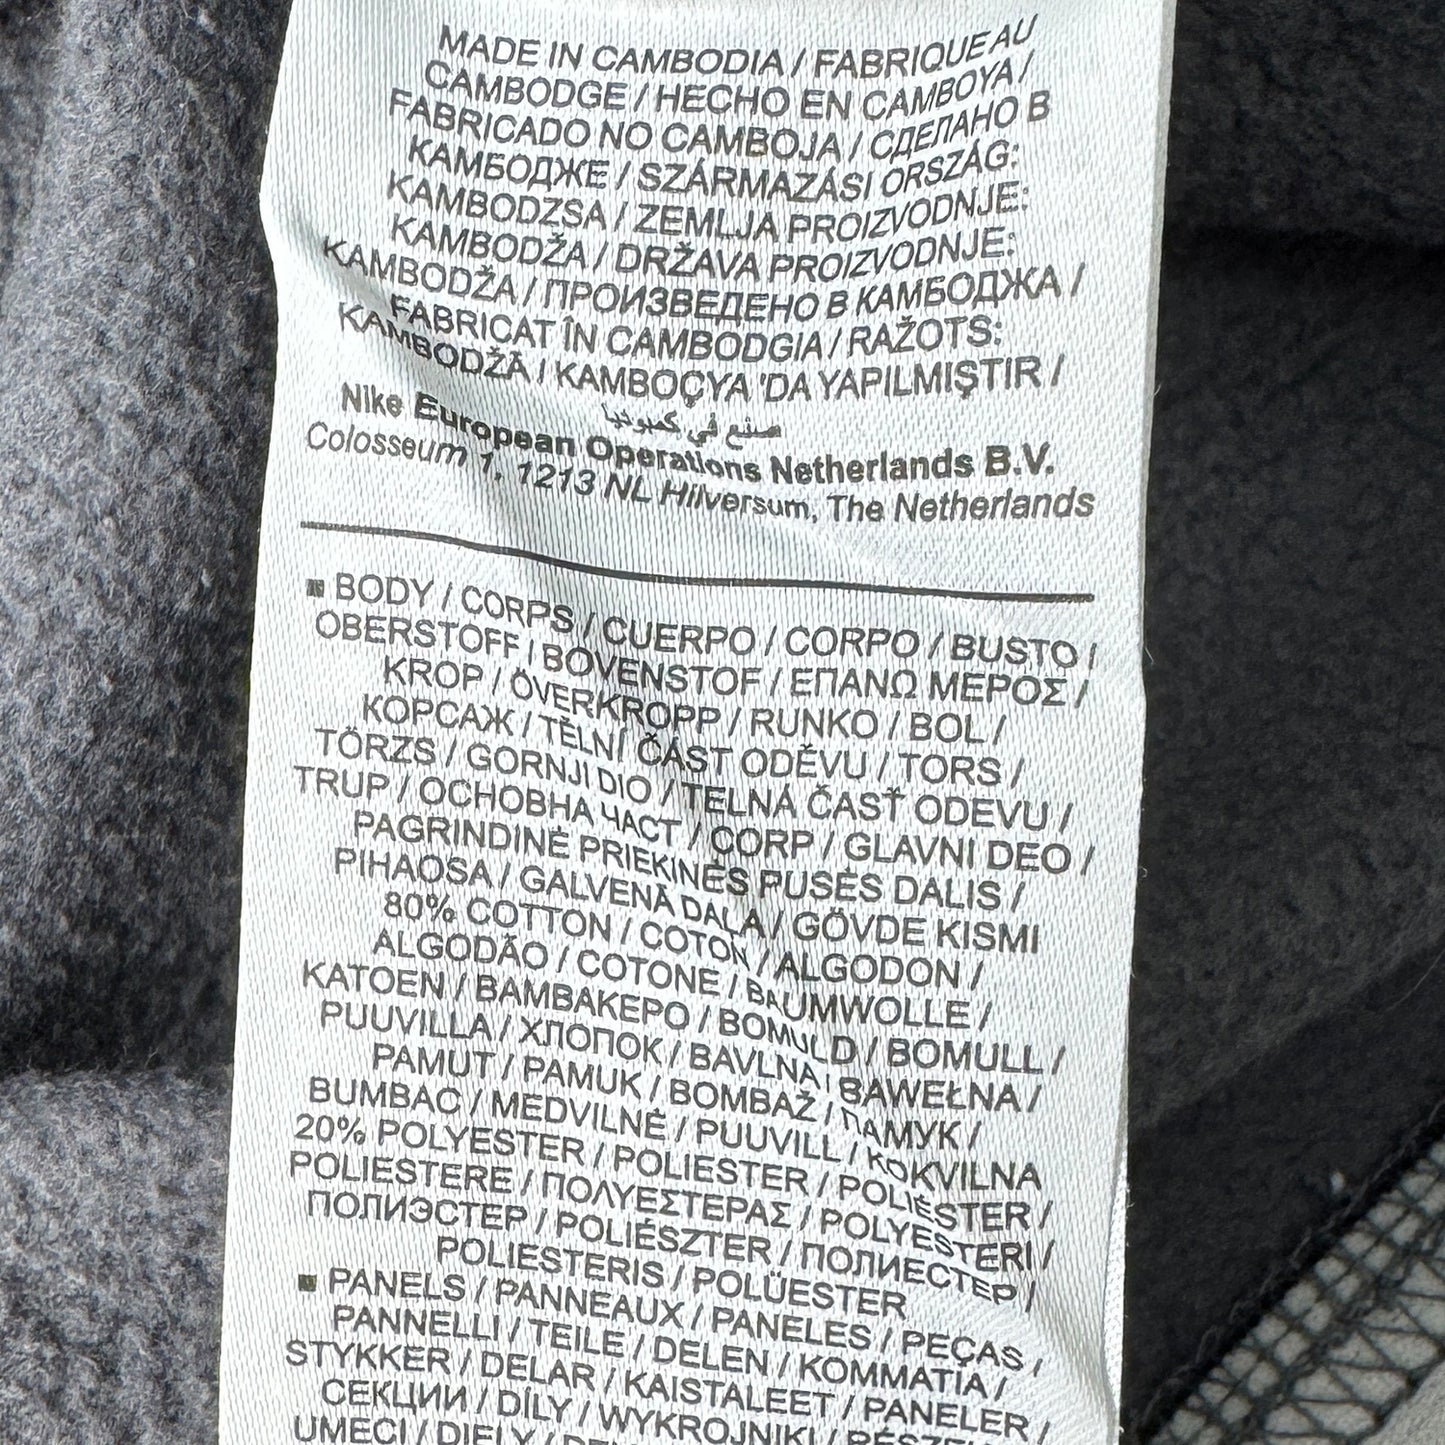 MADE IN CAMBODIA / FABRIQUE AU
CAMBODGE / HECHO EN CAMBOYA /
FABRICADO NO CAMBOJA / СДЕЛАНО В
КАМБОДЖЕ / SZÁRMAZÁSI ORSZÁG:
KAMBODZSA / ZEMLJA PROIZVODNJE:
KAMBODŽA / DRŽAVA PROIZVODNJE:
KAMBODŽA / ПРОИЗВЕДЕНО В КАМБОДЖА /
FABRICAT ÎN CAMBODGIA / RAŽOTS:
KAMBODŽĀ / KAMBOÇYA 'DA YAPILMIŞTIR /
صنع في كمبوديا
Nike European Operations Netherlands B.V.
Colosseum 1, 1213 NL Hilversum, The Netherlands
■ BODY / CORPS / CUERPO / CORPO / BUSTO /
OBERSTOFF / BOVENSTOF / ΕΠΑΝΩ ΜΕΡΟΣ /
KROP / ÖVERKROPP / RUNKO / BOL /
КОРСАЖ / TĚLNÍ ČÁST ODĚVU / TORS /
TÖRZS / GORNJI DIO / TELNÁ ČASŤ ODEVU /
TRUP / ОСНОВНА ЧАСТ / CORP / GLAVNI DEO /
PAGRINDINĖ PRIEKINĖS PUSĖS DALIS /
PIHAOSA / GALVENĀ DAĻA / GÖVDE KISMI
80% COTTON / COTON / ALGODON /
ALGODÃO / COTONE / BAUMWOLLE /
KATOEN / ΒΑΜΒΑΚΕΡΟ / BOMULD / BOMULL /
PUUVILLA / ХЛОПОК / BAVLNA / BAWEŁNA /
PAMUT / PAMUK / BOMBAŽ / ПАМУК /
BUMBAC / MEDVILNĖ / PUUVILL / KOKVILNA
20% POLYESTER / POLIESTER / POLIÉSTER /
POLIESTERE / ΠΟΛΥΕΣΤΕΡΑΣ / POLYESTERI /
ПОЛИЭСТЕР / POLIÉSZTER / ПОЛИЕСТЕР /
POLIESTERIS / POLÜESTER
■ PANELS / PANNEAUX / PANELES / PEÇAS /
PANNELLI / TEILE / DELEN / ΚΟΜΜΑΤΙΑ /
STYKKER / DELAR / KAISTALEET / PANELER /
СЕКЦИИ / DÍLY / WYKROJNIKI /
UMECI / DIELY /